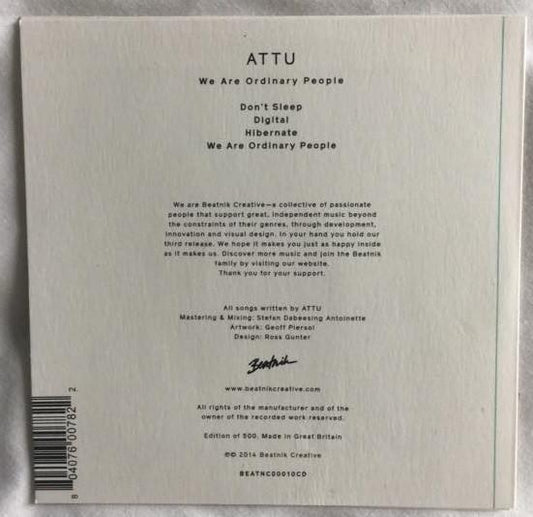 ATTU
We Are Ordinary People
Don't Sleep
Digital
Hibernate
We Are Ordinary People
We are Beatnik Creative—a collective of passionate
people that support great, independent music beyond
the constraints of their genres, through development,
innovation and visual design. In your hand you hold our
third release. We hope it makes you just as happy inside
as it makes us. Discover more music and join the Beatnik
family by visiting our website.
Thank you for your support.
All songs written by ATTU
Mastering & Mixing: Stefan Dabeesing Antoinette
Artwork: Geoff Piersol
Design: Ross Gunter
Beatnik
www.beatnikcreative.com
All rights of the manufacturer and of the
owner of the recorded work reserved.
Edition of 500, Made in Great Britain
℗© 2014 Beatnik Creative
BEATNC00010CD
8 04076 00782 2